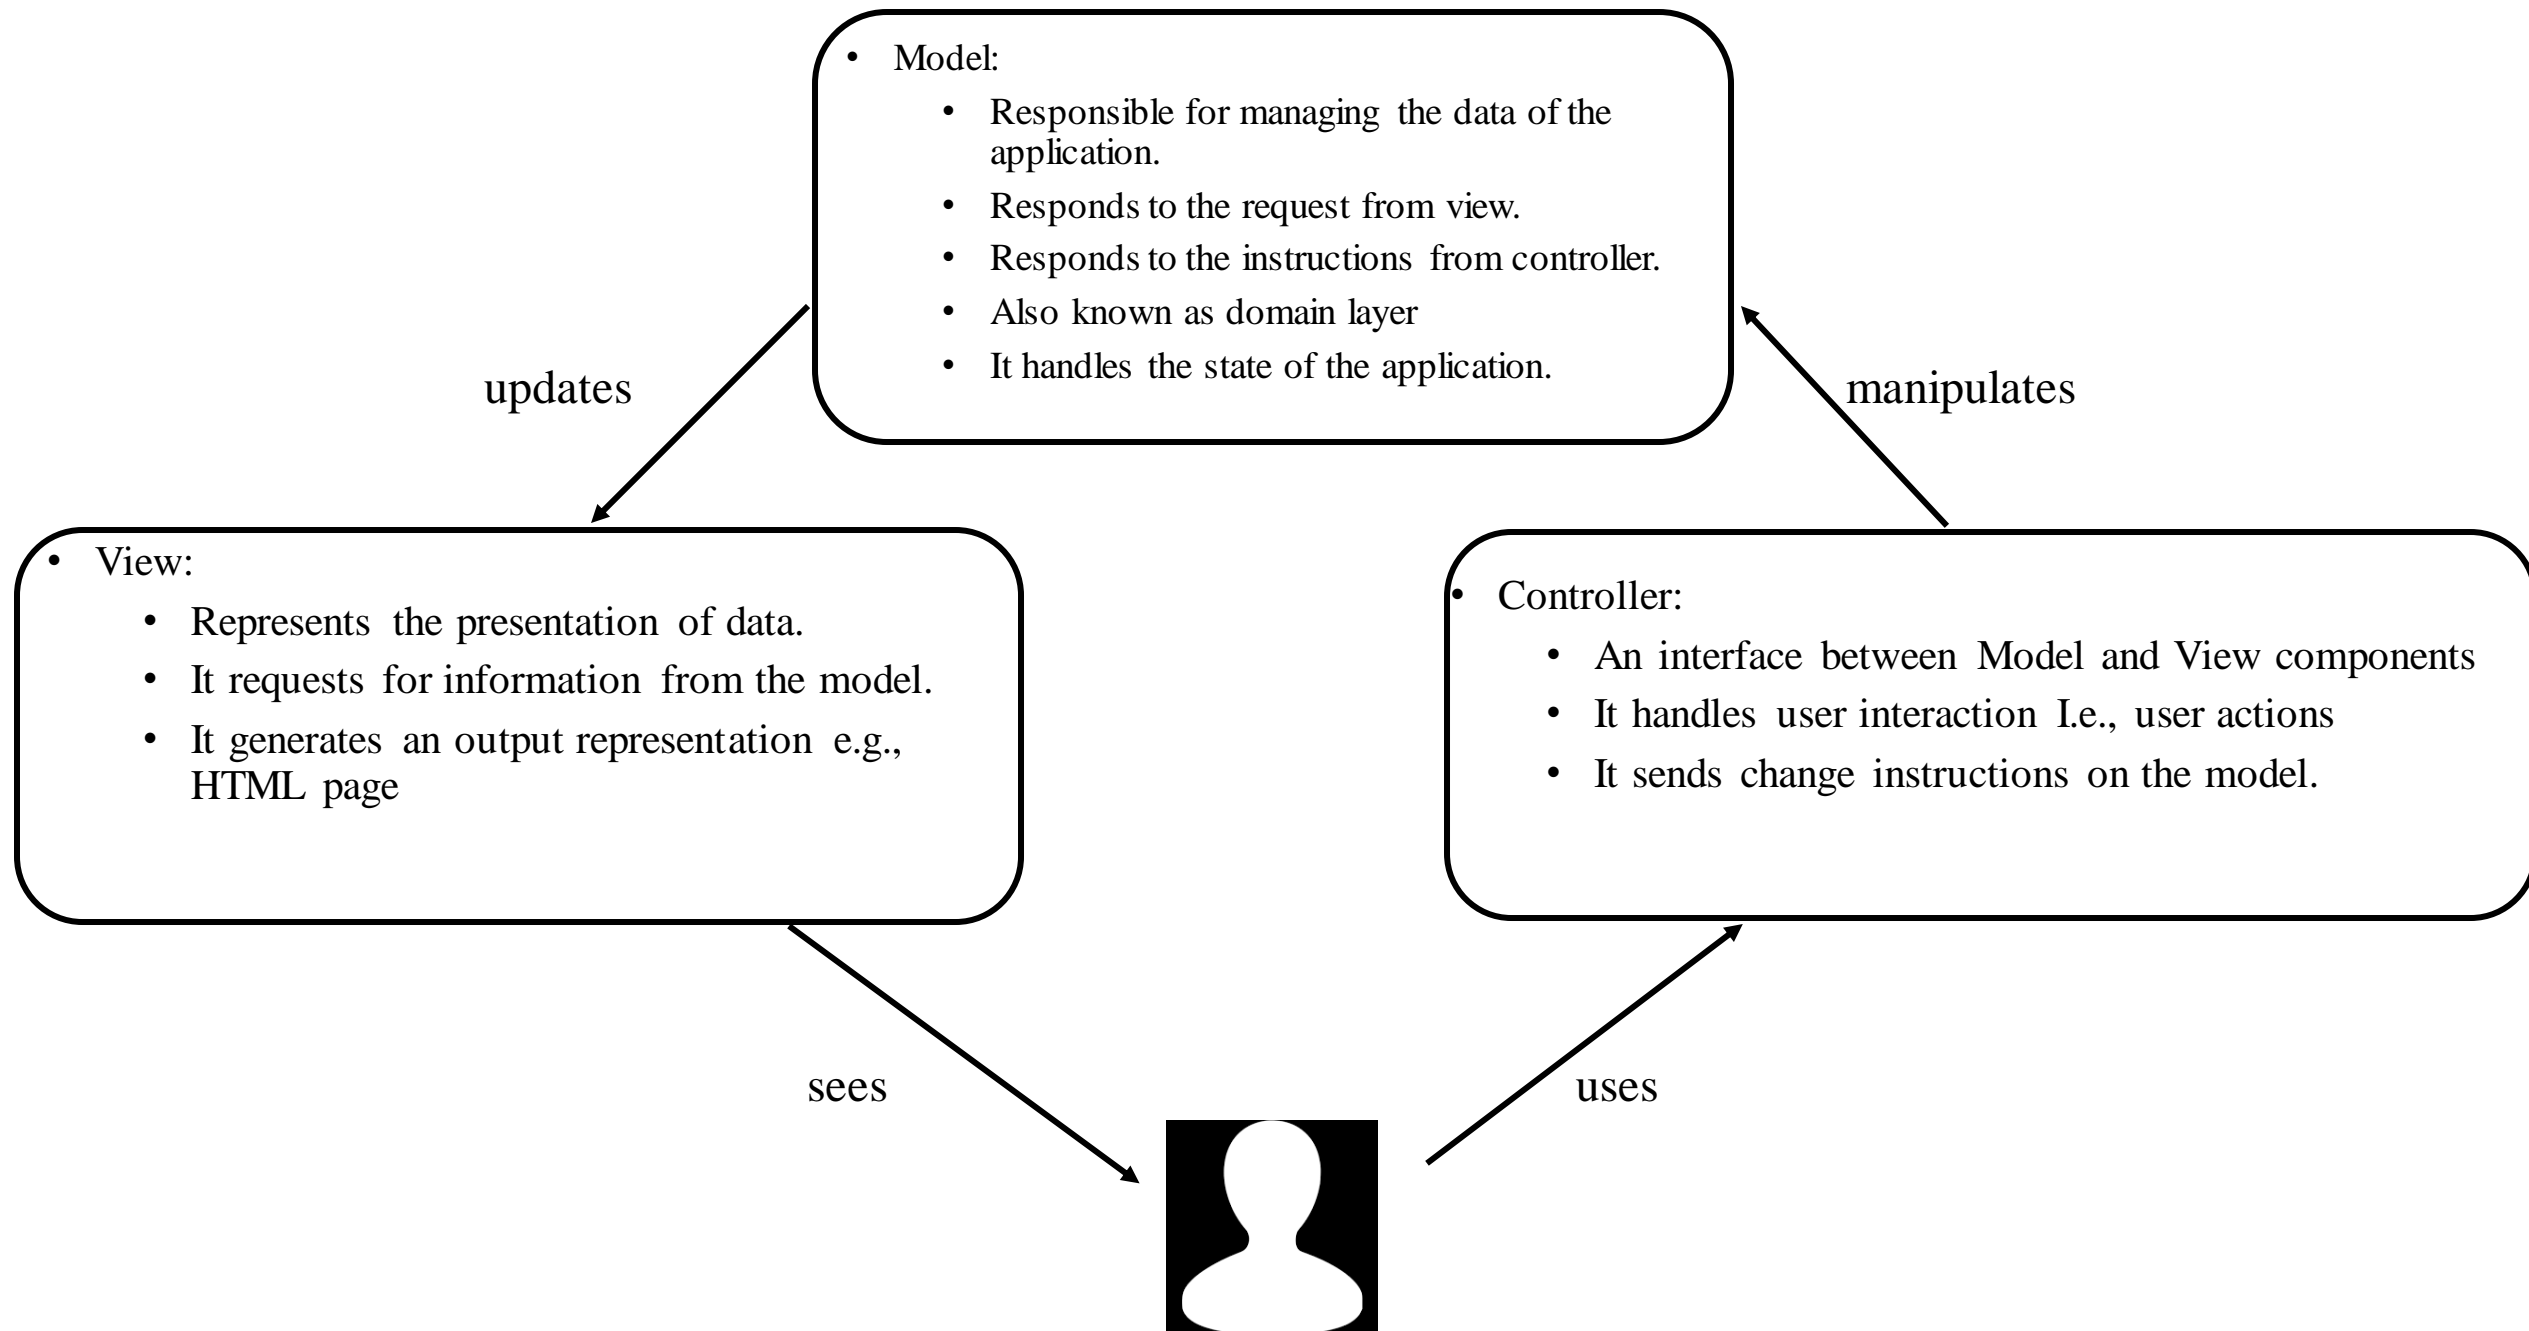 • Model:
• Responsible for managing the data of the
application.
• Responds to the request from view.
• Responds to the instructions from controller.
• Also known as domain layer
• It handles the state of the application.
updates
manipulates
• View:
• Represents the presentation of data.
• It requests for information from the model.
• It generates an output representation e.g.,
HTML page
• Controller:
• An interface between Model and View components
• It handles user interaction I.e., user actions
• It sends change instructions on the model.
sees
uses